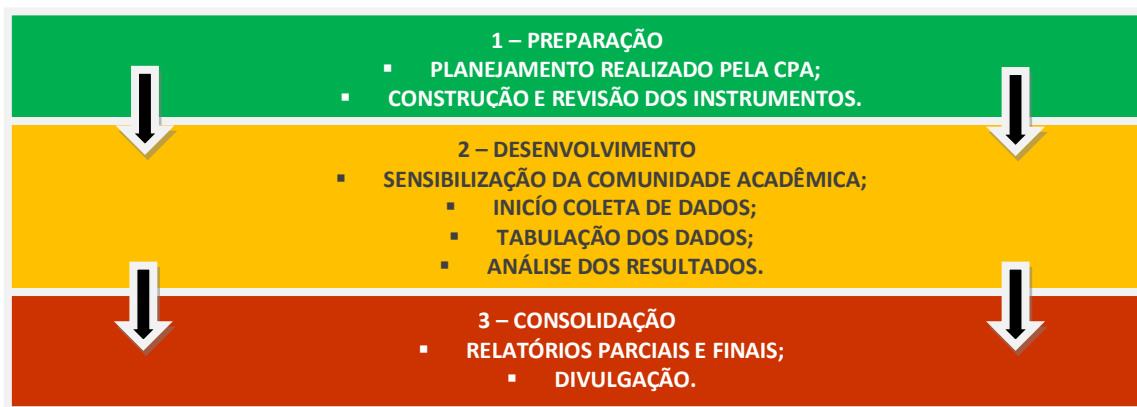 1 – PREPARAÇÃO
▪ PLANEJAMENTO REALIZADO PELA CPA;
▪ CONSTRUÇÃO E REVISÃO DOS INSTRUMENTOS.
2 – DESENVOLVIMENTO
▪ SENSIBILIZAÇÃO DA COMUNIDADE ACADÊMICA;
▪ INICÍO COLETA DE DADOS;
▪ TABULAÇÃO DOS DADOS;
▪ ANÁLISE DOS RESULTADOS.
3 – CONSOLIDAÇÃO
▪ RELATÓRIOS PARCIAIS E FINAIS;
▪ DIVULGAÇÃO.